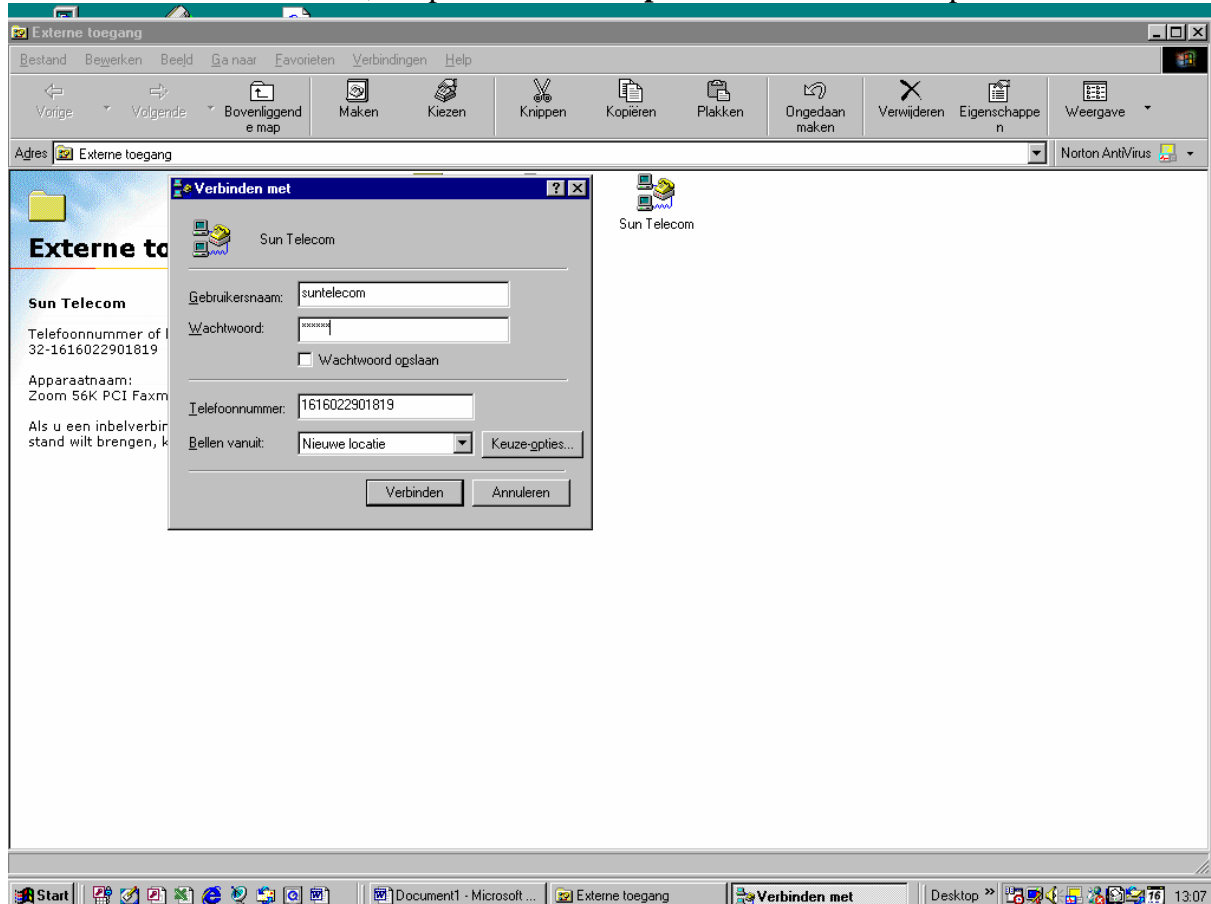 Externe toegang
Bestand Bewerken Beeld Ga naar Favorieten Verbindingen Help
Vorige Volgende Bovenliggend
e map Maken Kiezen Knippen Kopiëren Plakken Ongedaan
maken Verwijderen Eigenschappe
n Weergave
Adres Externe toegang Norton AntiVirus
Externe to
Sun Telecom
Telefoonnummer of
32-1616022901819
Apparaatnaam:
Zoom 56K PCI Faxm
Als u een inbelverbin
stand wilt brengen, k
Verbinden met
Sun Telecom
Gebruikersnaam: suntelecom
Wachtwoord: xxxxxx
Wachtwoord opslaan
Telefoonnummer: 1616022901819
Bellen vanuit: Nieuwe locatie Keuze-opties...
Verbinden Annuleren
Sun Telecom
Start Document1 - Microsoft ... Externe toegang Verbinden met Desktop » 16 13:07